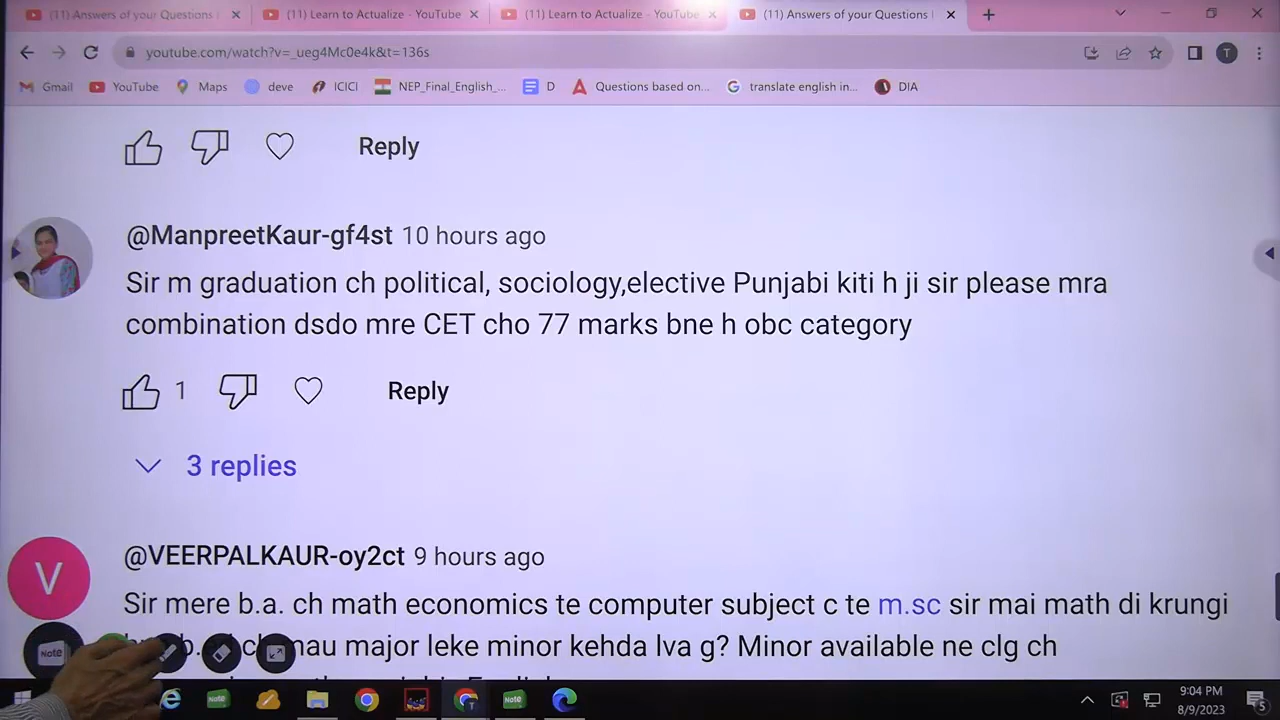 (11) Answers of your Questions
(11) Learn to Actualize - YouTube
(11) Learn to Actualize - YouTube
(11) Answers of your Questions
youtube.com/watch?v=_ueg4Mc0e4k&t=136s
T
Gmail
YouTube
Maps
deve
ICICI
NEP_Final_English_...
D
Questions based on...
translate english in...
DIA
Reply
@ManpreetKaur-gf4st 10 hours ago
Sir m graduation ch political, sociology,elective Punjabi kiti h ji sir please mra
combination dsdo mre CET cho 77 marks bne h obc category
1
Reply
3 replies
V
@VEERPALKAUR-oy2ct 9 hours ago
Sir mere b.a. ch math economics te computer subject c te m.sc sir mai math di krungi
major leke minor kehda lva g? Minor available ne clg ch
Note
Note
T
Note
9:04 PM
8/9/2023
5